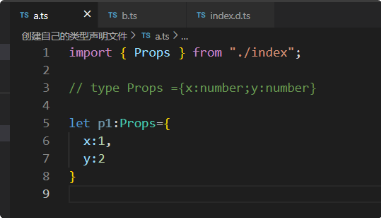 a.ts × b.ts index.d.ts
创建自己的类型声明文件 > a.ts > ...
1 import { Props } from "./index";
2
3 // type Props ={x:number;y:number}
4
5 let p1:Props={
6 x:1,
7 y:2
8 }
9